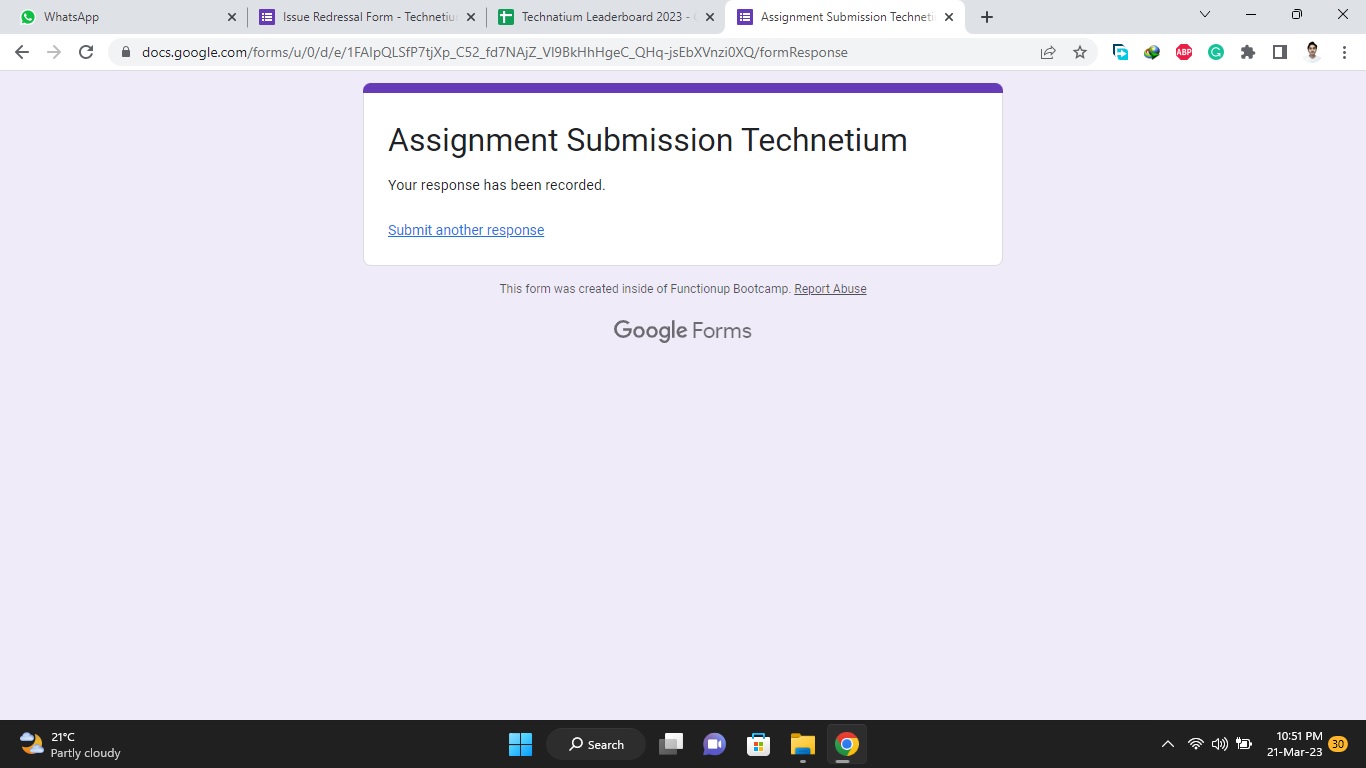 WhatsApp
Issue Redressal Form - Technetiu
Technatium Leaderboard 2023 -
Assignment Submission Techneti
docs.google.com/forms/u/0/d/e/1FAIpQLSfP7tjXp_C52_fd7NAjZ_Vl9BkHhHgeC_QHq-jsEbXVnzi0XQ/formResponse
ABP
Assignment Submission Technetium
Your response has been recorded.
Submit another response
This form was created inside of Functionup Bootcamp. Report Abuse
Google Forms
21°C
Partly cloudy
Search
10:51 PM
21-Mar-23
30